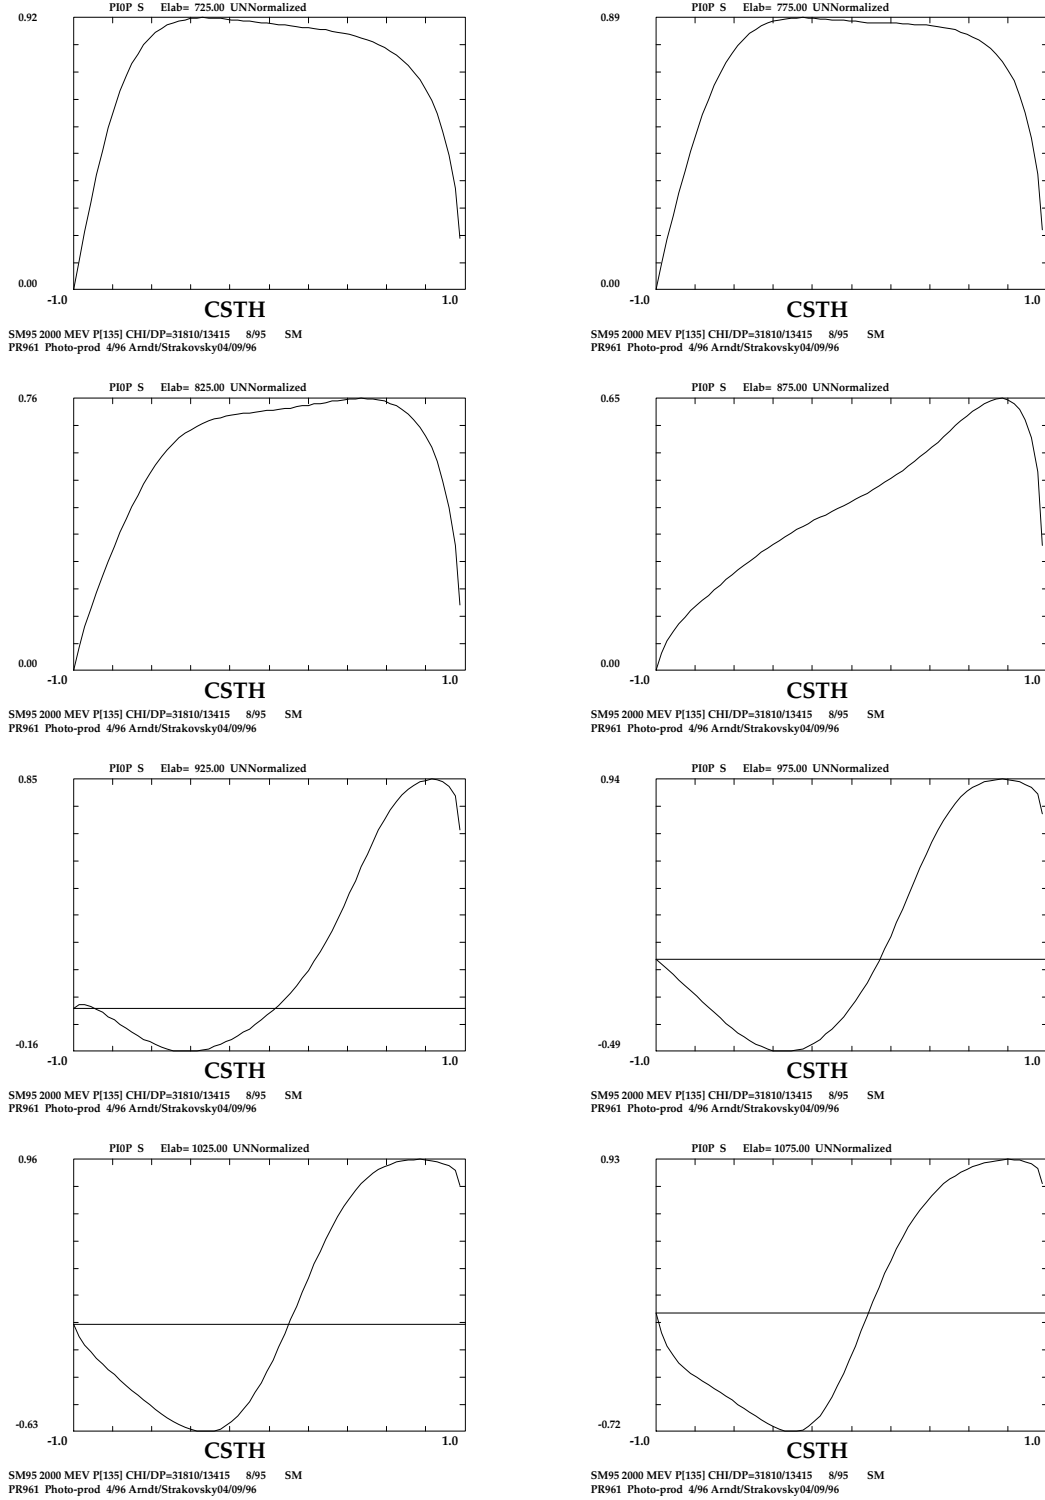 PI0P S Elab= 725.00 UNNormalized
0.92
0.00
-1.0 1.0
CSTH
SM95 2000 MEV P[135] CHI/DP=31810/13415 8/95 SM
PR961 Photo-prod 4/96 Arndt/Strakovsky04/09/96
PI0P S Elab= 775.00 UNNormalized
0.89
0.00
-1.0 1.0
CSTH
SM95 2000 MEV P[135] CHI/DP=31810/13415 8/95 SM
PR961 Photo-prod 4/96 Arndt/Strakovsky04/09/96
PI0P S Elab= 825.00 UNNormalized
0.76
0.00
-1.0 1.0
CSTH
SM95 2000 MEV P[135] CHI/DP=31810/13415 8/95 SM
PR961 Photo-prod 4/96 Arndt/Strakovsky04/09/96
PI0P S Elab= 875.00 UNNormalized
0.65
0.00
-1.0 1.0
CSTH
SM95 2000 MEV P[135] CHI/DP=31810/13415 8/95 SM
PR961 Photo-prod 4/96 Arndt/Strakovsky04/09/96
PI0P S Elab= 925.00 UNNormalized
0.85
-0.16
-1.0 1.0
CSTH
SM95 2000 MEV P[135] CHI/DP=31810/13415 8/95 SM
PR961 Photo-prod 4/96 Arndt/Strakovsky04/09/96
PI0P S Elab= 975.00 UNNormalized
0.94
-0.49
-1.0 1.0
CSTH
SM95 2000 MEV P[135] CHI/DP=31810/13415 8/95 SM
PR961 Photo-prod 4/96 Arndt/Strakovsky04/09/96
PI0P S Elab= 1025.00 UNNormalized
0.96
-0.63
-1.0 1.0
CSTH
SM95 2000 MEV P[135] CHI/DP=31810/13415 8/95 SM
PR961 Photo-prod 4/96 Arndt/Strakovsky04/09/96
PI0P S Elab= 1075.00 UNNormalized
0.93
-0.72
-1.0 1.0
CSTH
SM95 2000 MEV P[135] CHI/DP=31810/13415 8/95 SM
PR961 Photo-prod 4/96 Arndt/Strakovsky04/09/96